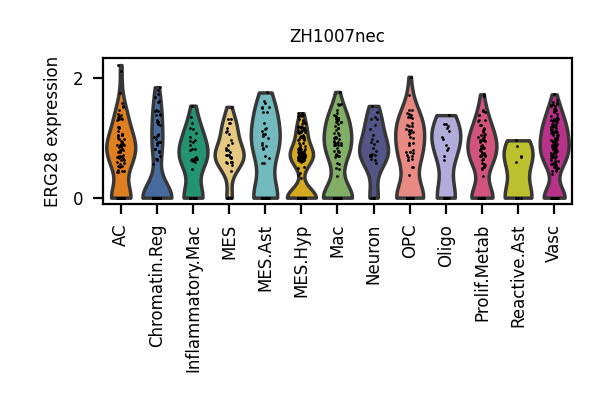 ZH1007nec
ERG28 expression
2
0
AC
Chromatin.Reg
Inflammatory.Mac
MES
MES.Ast
MES.Hyp
Mac
Neuron
OPC
Oligo
Prolif.Metab
Reactive.Ast
Vasc